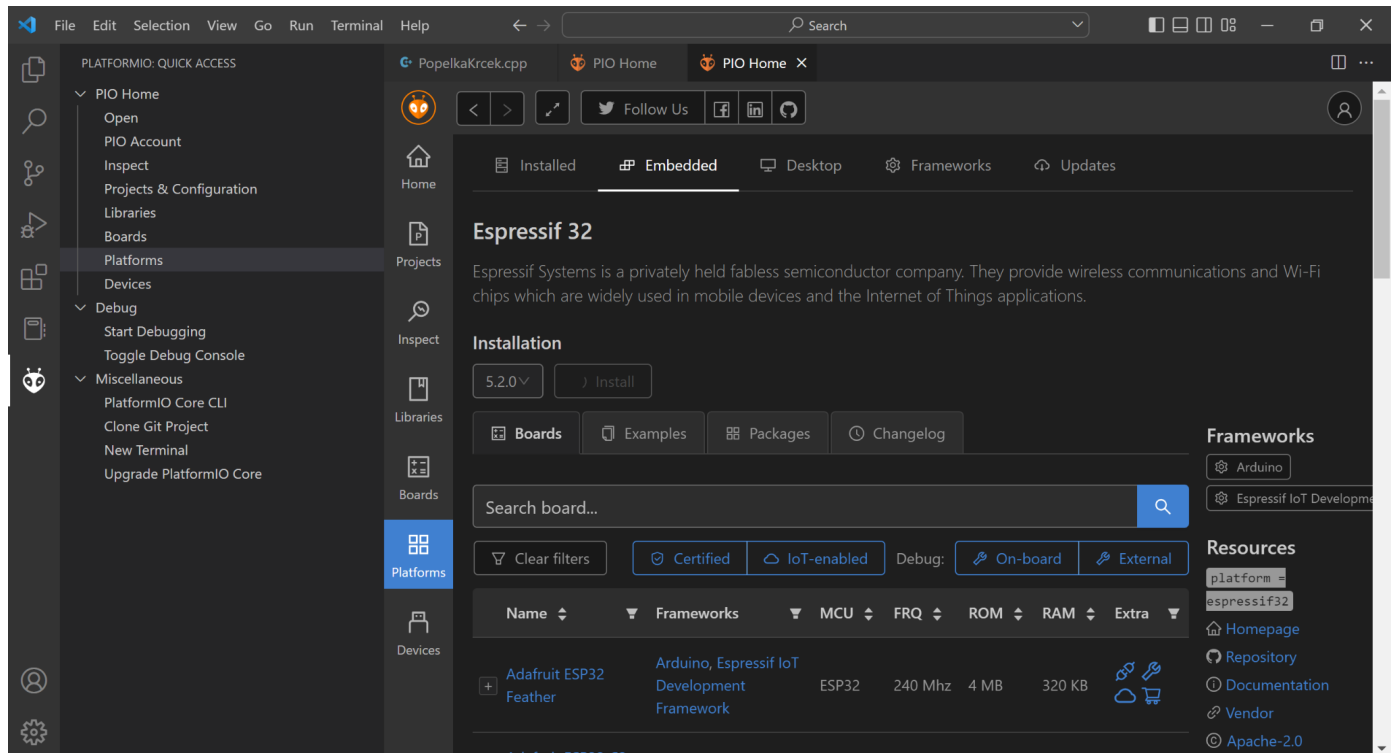 File Edit Selection View Go Run Terminal Help
Search
PLATFORMIO: QUICK ACCESS
PIO Home
Open
PIO Account
Inspect
Projects & Configuration
Libraries
Boards
Platforms
Devices
Debug
Start Debugging
Toggle Debug Console
Miscellaneous
PlatformIO Core CLI
Clone Git Project
New Terminal
Upgrade PlatformIO Core
PopelkaKrcek.cpp PIO Home PIO Home
Follow Us
Home
Projects
Inspect
Libraries
Boards
Platforms
Devices
Installed Embedded Desktop Frameworks Updates
Espressif 32
Espressif Systems is a privately held fabless semiconductor company. They provide wireless communications and Wi-Fi
chips which are widely used in mobile devices and the Internet of Things applications.
Installation
5.2.0 Install
Boards Examples Packages Changelog
Search board...
Clear filters Certified IoT-enabled Debug: On-board External
Name Frameworks MCU FRQ ROM RAM Extra
Adafruit ESP32
Feather
Arduino, Espressif IoT
Development
Framework
ESP32 240 Mhz 4 MB 320 KB
Frameworks
Arduino
Espressif IoT Developme
Resources
platform =
espressif32
Homepage
Repository
Documentation
Vendor
Apache-2.0